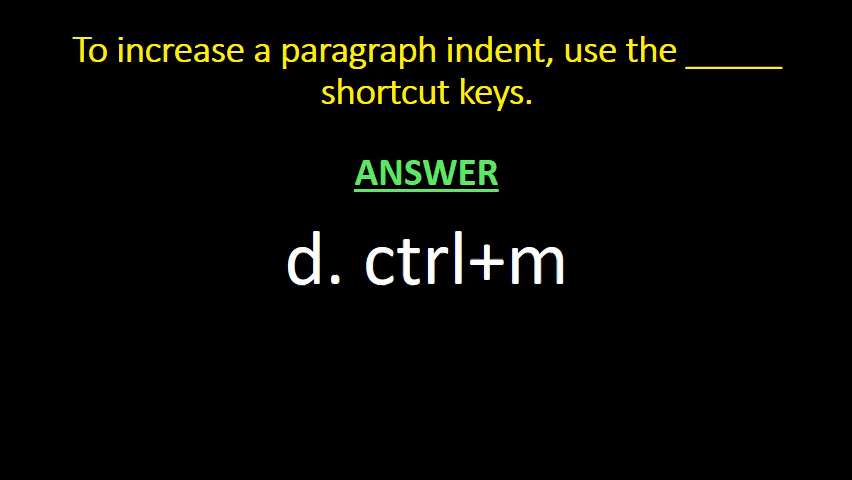 To increase a paragraph indent, use the _____
shortcut keys.
ANSWER
d. ctrl+m